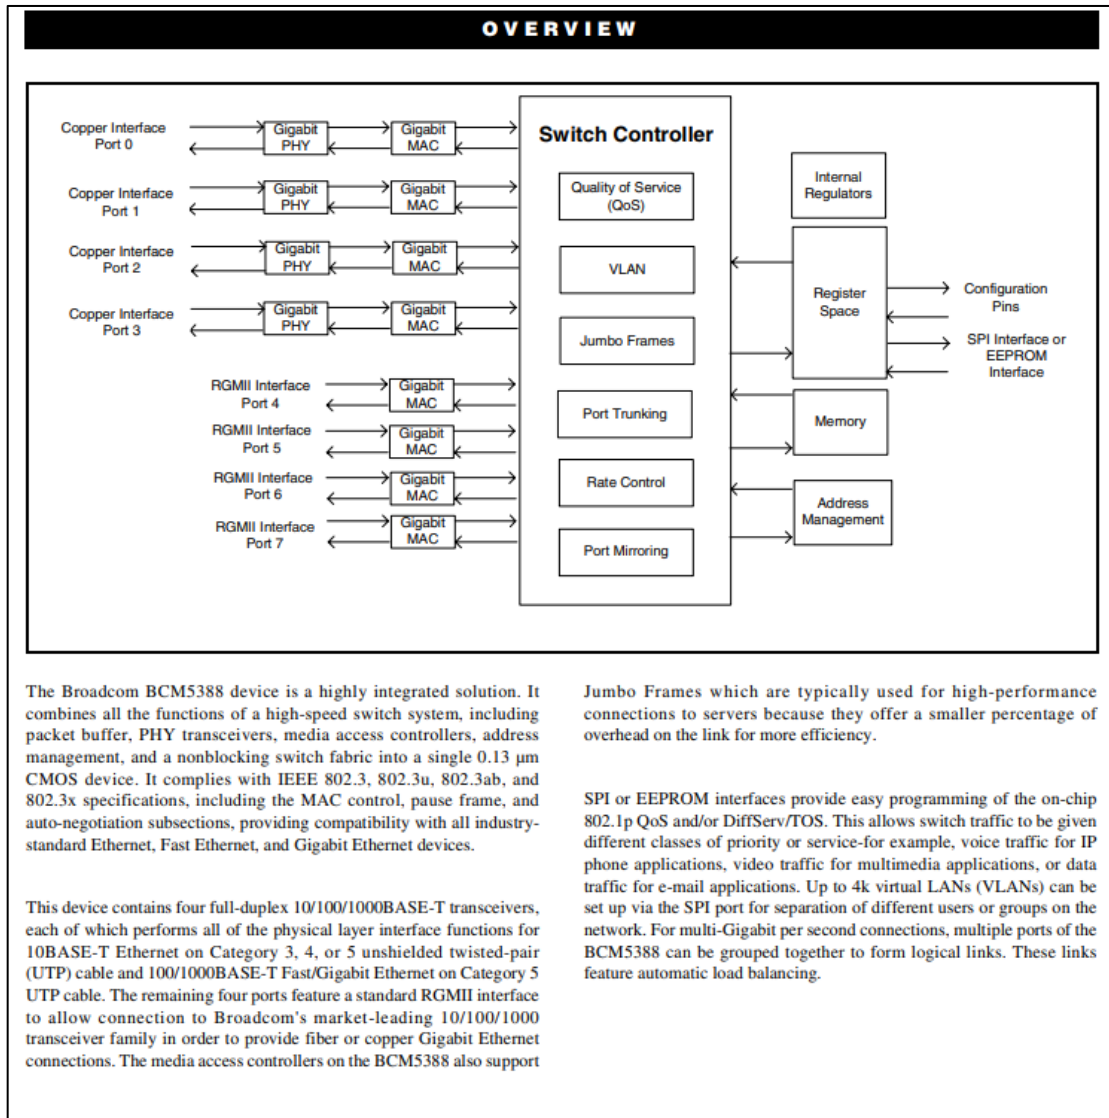 OVERVIEW
Copper Interface
Port 0
Gigabit
PHY
Gigabit
MAC
Copper Interface
Port 1
Gigabit
PHY
Gigabit
MAC
Copper Interface
Port 2
Gigabit
PHY
Gigabit
MAC
Copper Interface
Port 3
Gigabit
PHY
Gigabit
MAC
RGMII Interface
Port 4
Gigabit
MAC
RGMII Interface
Port 5
Gigabit
MAC
RGMII Interface
Port 6
Gigabit
MAC
RGMII Interface
Port 7
Gigabit
MAC
Switch Controller
Quality of Service
(QoS)
VLAN
Jumbo Frames
Port Trunking
Rate Control
Port Mirroring
Internal
Regulators
Register
Space
Memory
Address
Management
Configuration
Pins
SPI Interface or
EEPROM
Interface
The Broadcom BCM5388 device is a highly integrated solution. It
combines all the functions of a high-speed switch system, including
packet buffer, PHY transceivers, media access controllers, address
management, and a nonblocking switch fabric into a single 0.13 µm
CMOS device. It complies with IEEE 802.3, 802.3u, 802.3ab, and
802.3x specifications, including the MAC control, pause frame, and
auto-negotiation subsections, providing compatibility with all industry-
standard Ethernet, Fast Ethernet, and Gigabit Ethernet devices.
This device contains four full-duplex 10/100/1000BASE-T transceivers,
each of which performs all of the physical layer interface functions for
10BASE-T Ethernet on Category 3, 4, or 5 unshielded twisted-pair
(UTP) cable and 100/1000BASE-T Fast/Gigabit Ethernet on Category 5
UTP cable. The remaining four ports feature a standard RGMII interface
to allow connection to Broadcom's market-leading 10/100/1000
transceiver family in order to provide fiber or copper Gigabit Ethernet
connections. The media access controllers on the BCM5388 also support
Jumbo Frames which are typically used for high-performance
connections to servers because they offer a smaller percentage of
overhead on the link for more efficiency.
SPI or EEPROM interfaces provide easy programming of the on-chip
802.1p QoS and/or DiffServ/TOS. This allows switch traffic to be given
different classes of priority or service-for example, voice traffic for IP
phone applications, video traffic for multimedia applications, or data
traffic for e-mail applications. Up to 4k virtual LANs (VLANs) can be
set up via the SPI port for separation of different users or groups on the
network. For multi-Gigabit per second connections, multiple ports of the
BCM5388 can be grouped together to form logical links. These links
feature automatic load balancing.